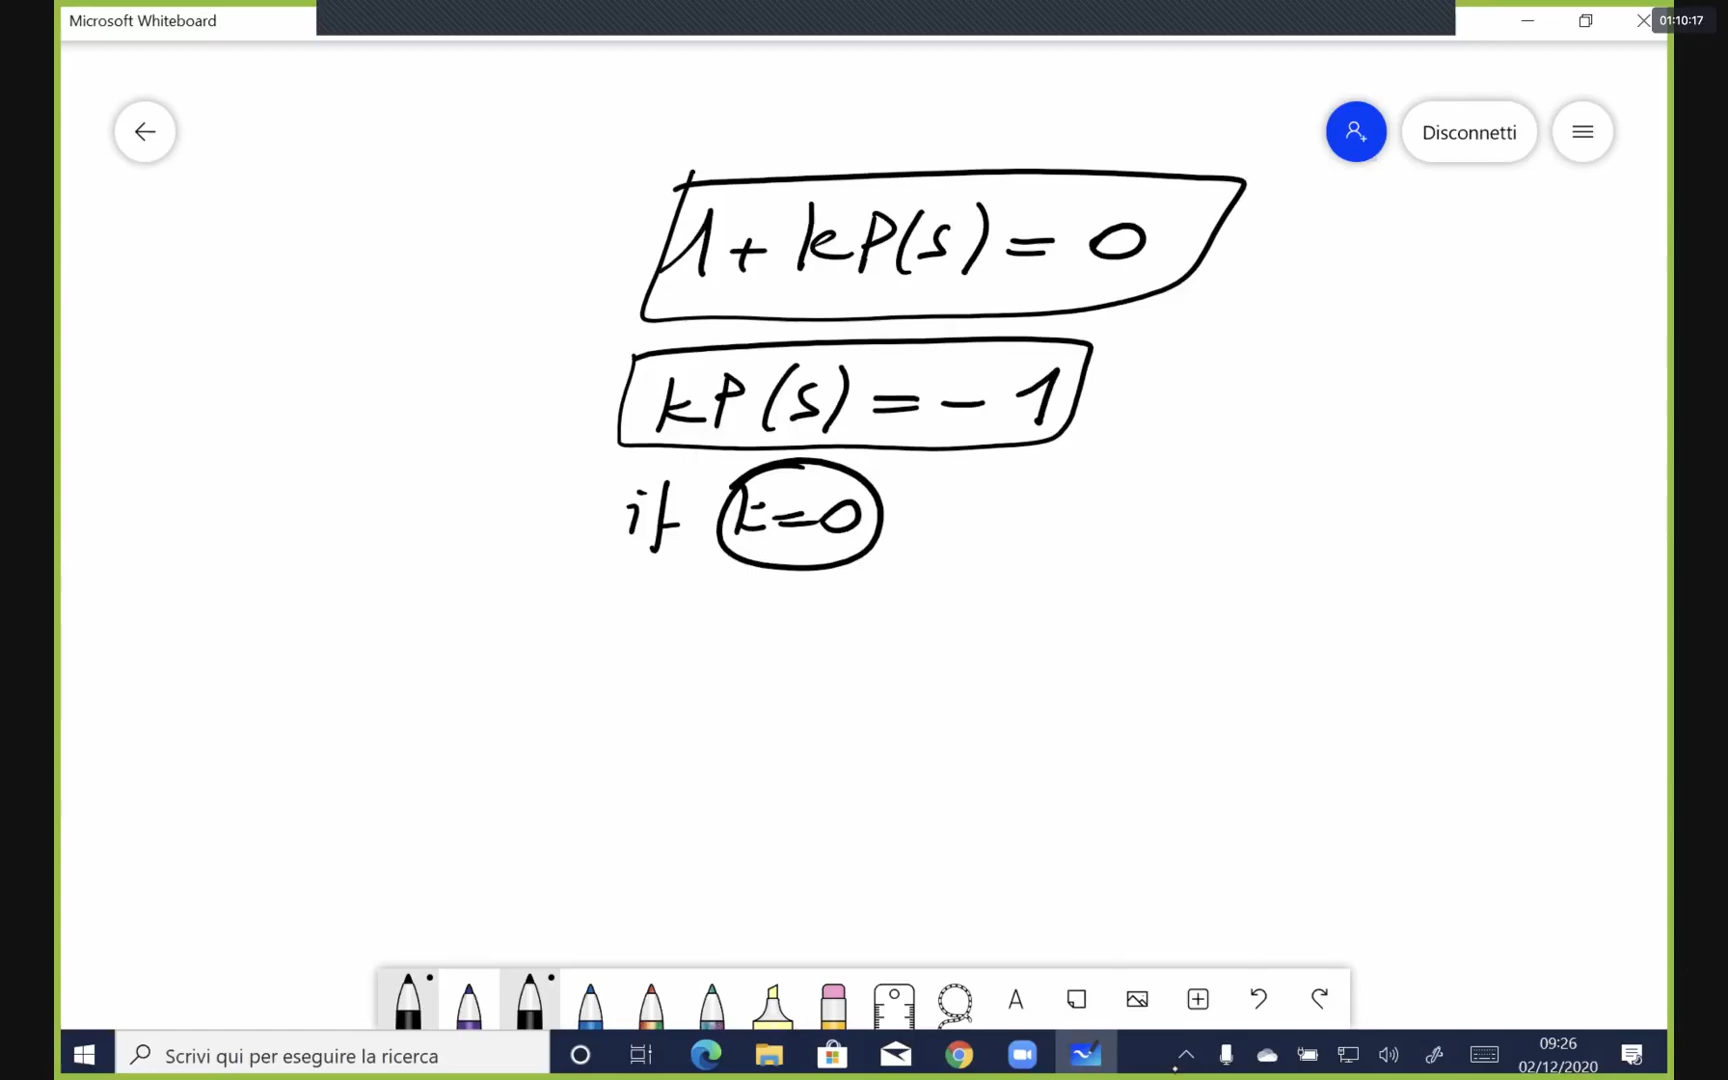 Microsoft Whiteboard
01:10:17
Disconnetti
1 + kP(s) = 0
kP(s) = -1
if k=0
A
Scrivi qui per eseguire la ricerca
09:26
02/12/2020